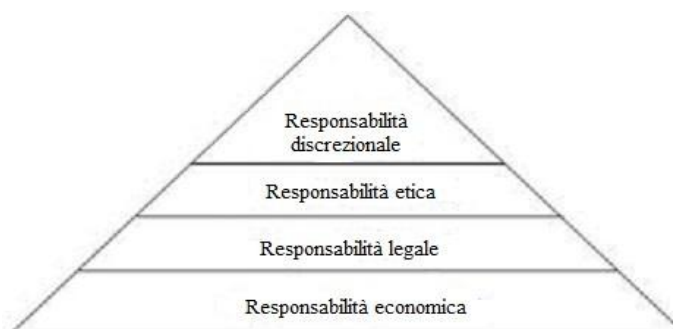 Responsabilità
discrezionale
Responsabilità etica
Responsabilità legale
Responsabilità economica